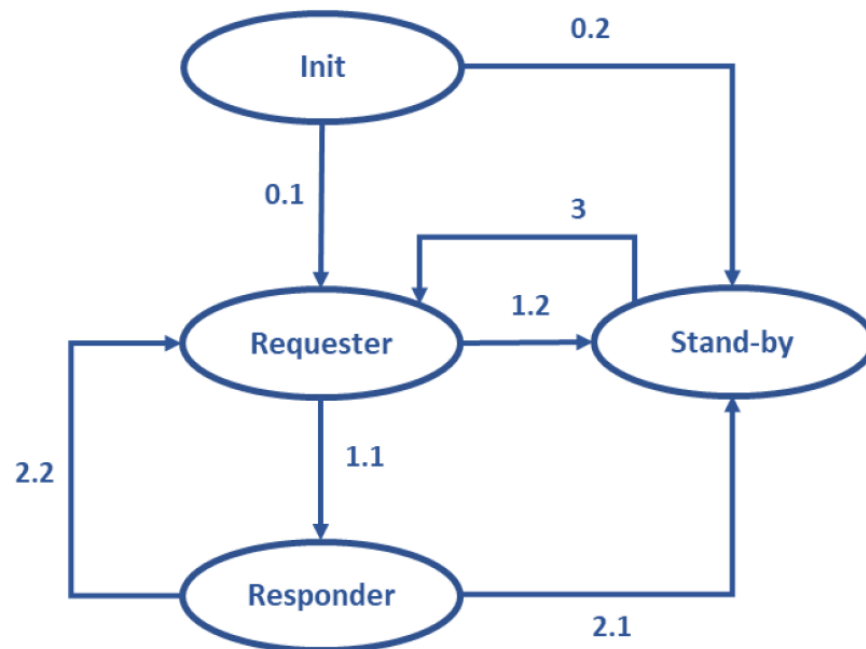 0.2
Init
0.1
3
1.2
Requester
Stand-by
1.1
2.2
Responder
2.1